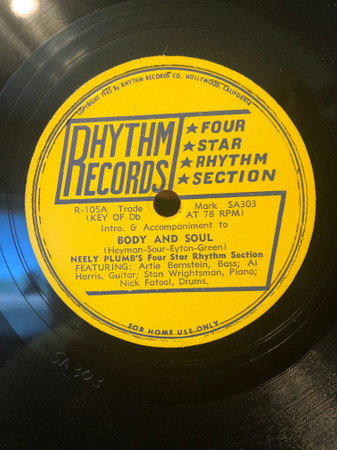 COPYRIGHT 1945 By RHYTHM RECORDS CO. HOLLYWOOD, CALIFORNIA
RHYTHM
RECORDS
★ FOUR
★ STAR
★ RHYTHM
★ SECTION
R-105A Trade Mark SA303
(KEY OF Db AT 78 RPM)
Intro. & Accompaniment to
BODY AND SOUL
(Heyman-Sour-Eyton-Green)
NEELY PLUMB'S Four Star Rhythm Section
FEATURING: Artie Bernstein, Bass; Al
Harris, Guitar; Stan Wrightsman, Piano;
Nick Fatool, Drums.
FOR HOME USE ONLY
SA303